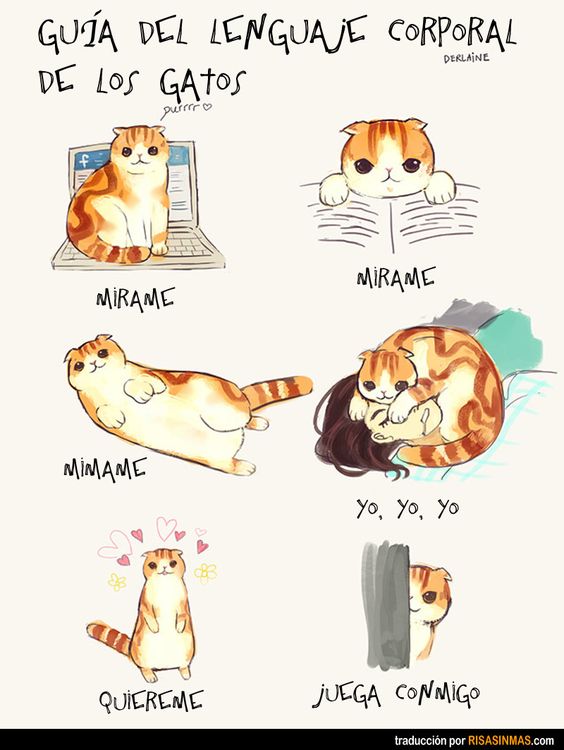 GUÍA DEL LENGUAJE CORPORAL
DERLAINE
DE LOS GATOS
purrrr ♡
f
MIRAME
MIRAME
MIMAME
YO, YO, YO
QUIEREME
JUEGA CONMIGO
traducción por RISASINMAS.com